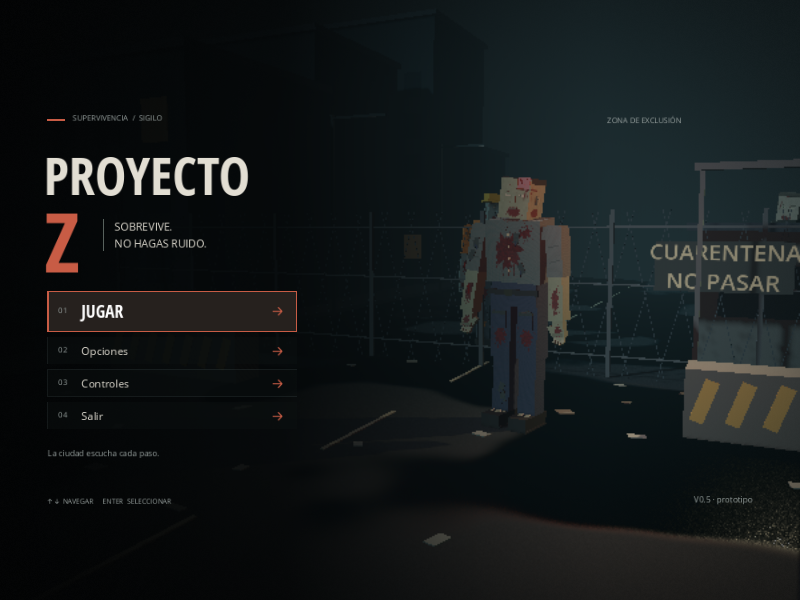 SUPERVIVENCIA / SIGILO
ZONA DE EXCLUSIÓN
PROYECTO
Z
SOBREVIVE.
NO HAGAS RUIDO.
CUARENTENA
NO PASAR
01 JUGAR →
02 Opciones →
03 Controles →
04 Salir →
La ciudad escucha cada paso.
↑ ↓ NAVEGAR ENTER SELECCIONAR
V0.5 · prototipo